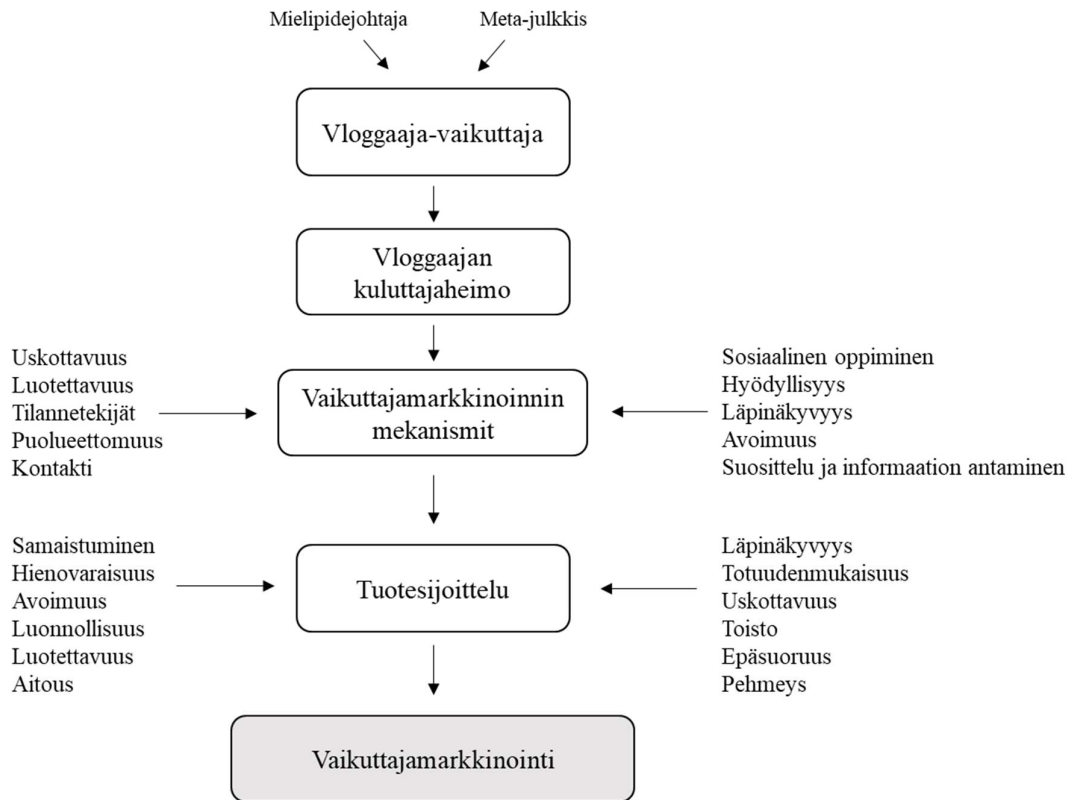 Mielipidejohtaja
Meta-julkkis
Vloggaaja-vaikuttaja
Vloggaajan
kuluttajaheimo
Uskottavuus
Luotettavuus
Tilannetekijät
Puolueettomuus
Kontakti
Vaikuttajamarkkinoinnin
mekanismit
Sosiaalinen oppiminen
Hyödyllisyys
Läpinäkyvyys
Avoimuus
Suosittelu ja informaation antaminen
Samaistuminen
Hienovaraisuus
Avoimuus
Luonnollisuus
Luotettavuus
Aitous
Tuotesijoittelu
Läpinäkyvyys
Totuudenmukaisuus
Uskottavuus
Toisto
Epäsuoruus
Pehmeys
Vaikuttajamarkkinointi